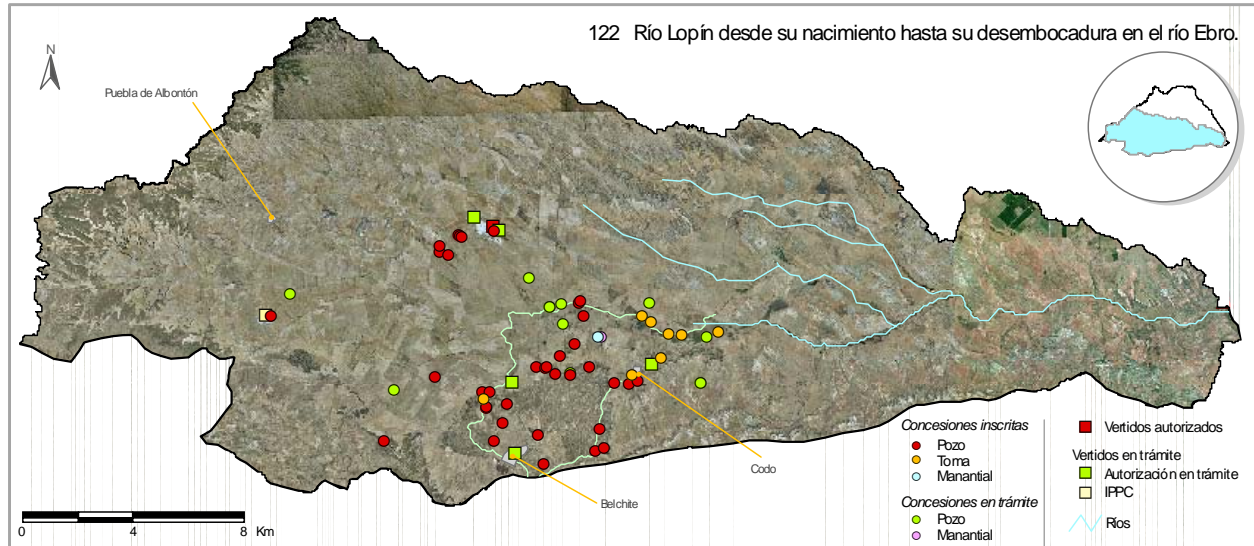 122 Río Lopín desde su nacimiento hasta su desembocadura en el río Ebro.
N
Puebla de Albontón
Concesiones inscritas
Pozo
Toma
Manantial
Concesiones en trámite
Pozo
Manantial
Vertidos autorizados
Vertidos en trámite
Autorización en trámite
IPPC
Ríos
Codo
Belchite
0 4 8 Km